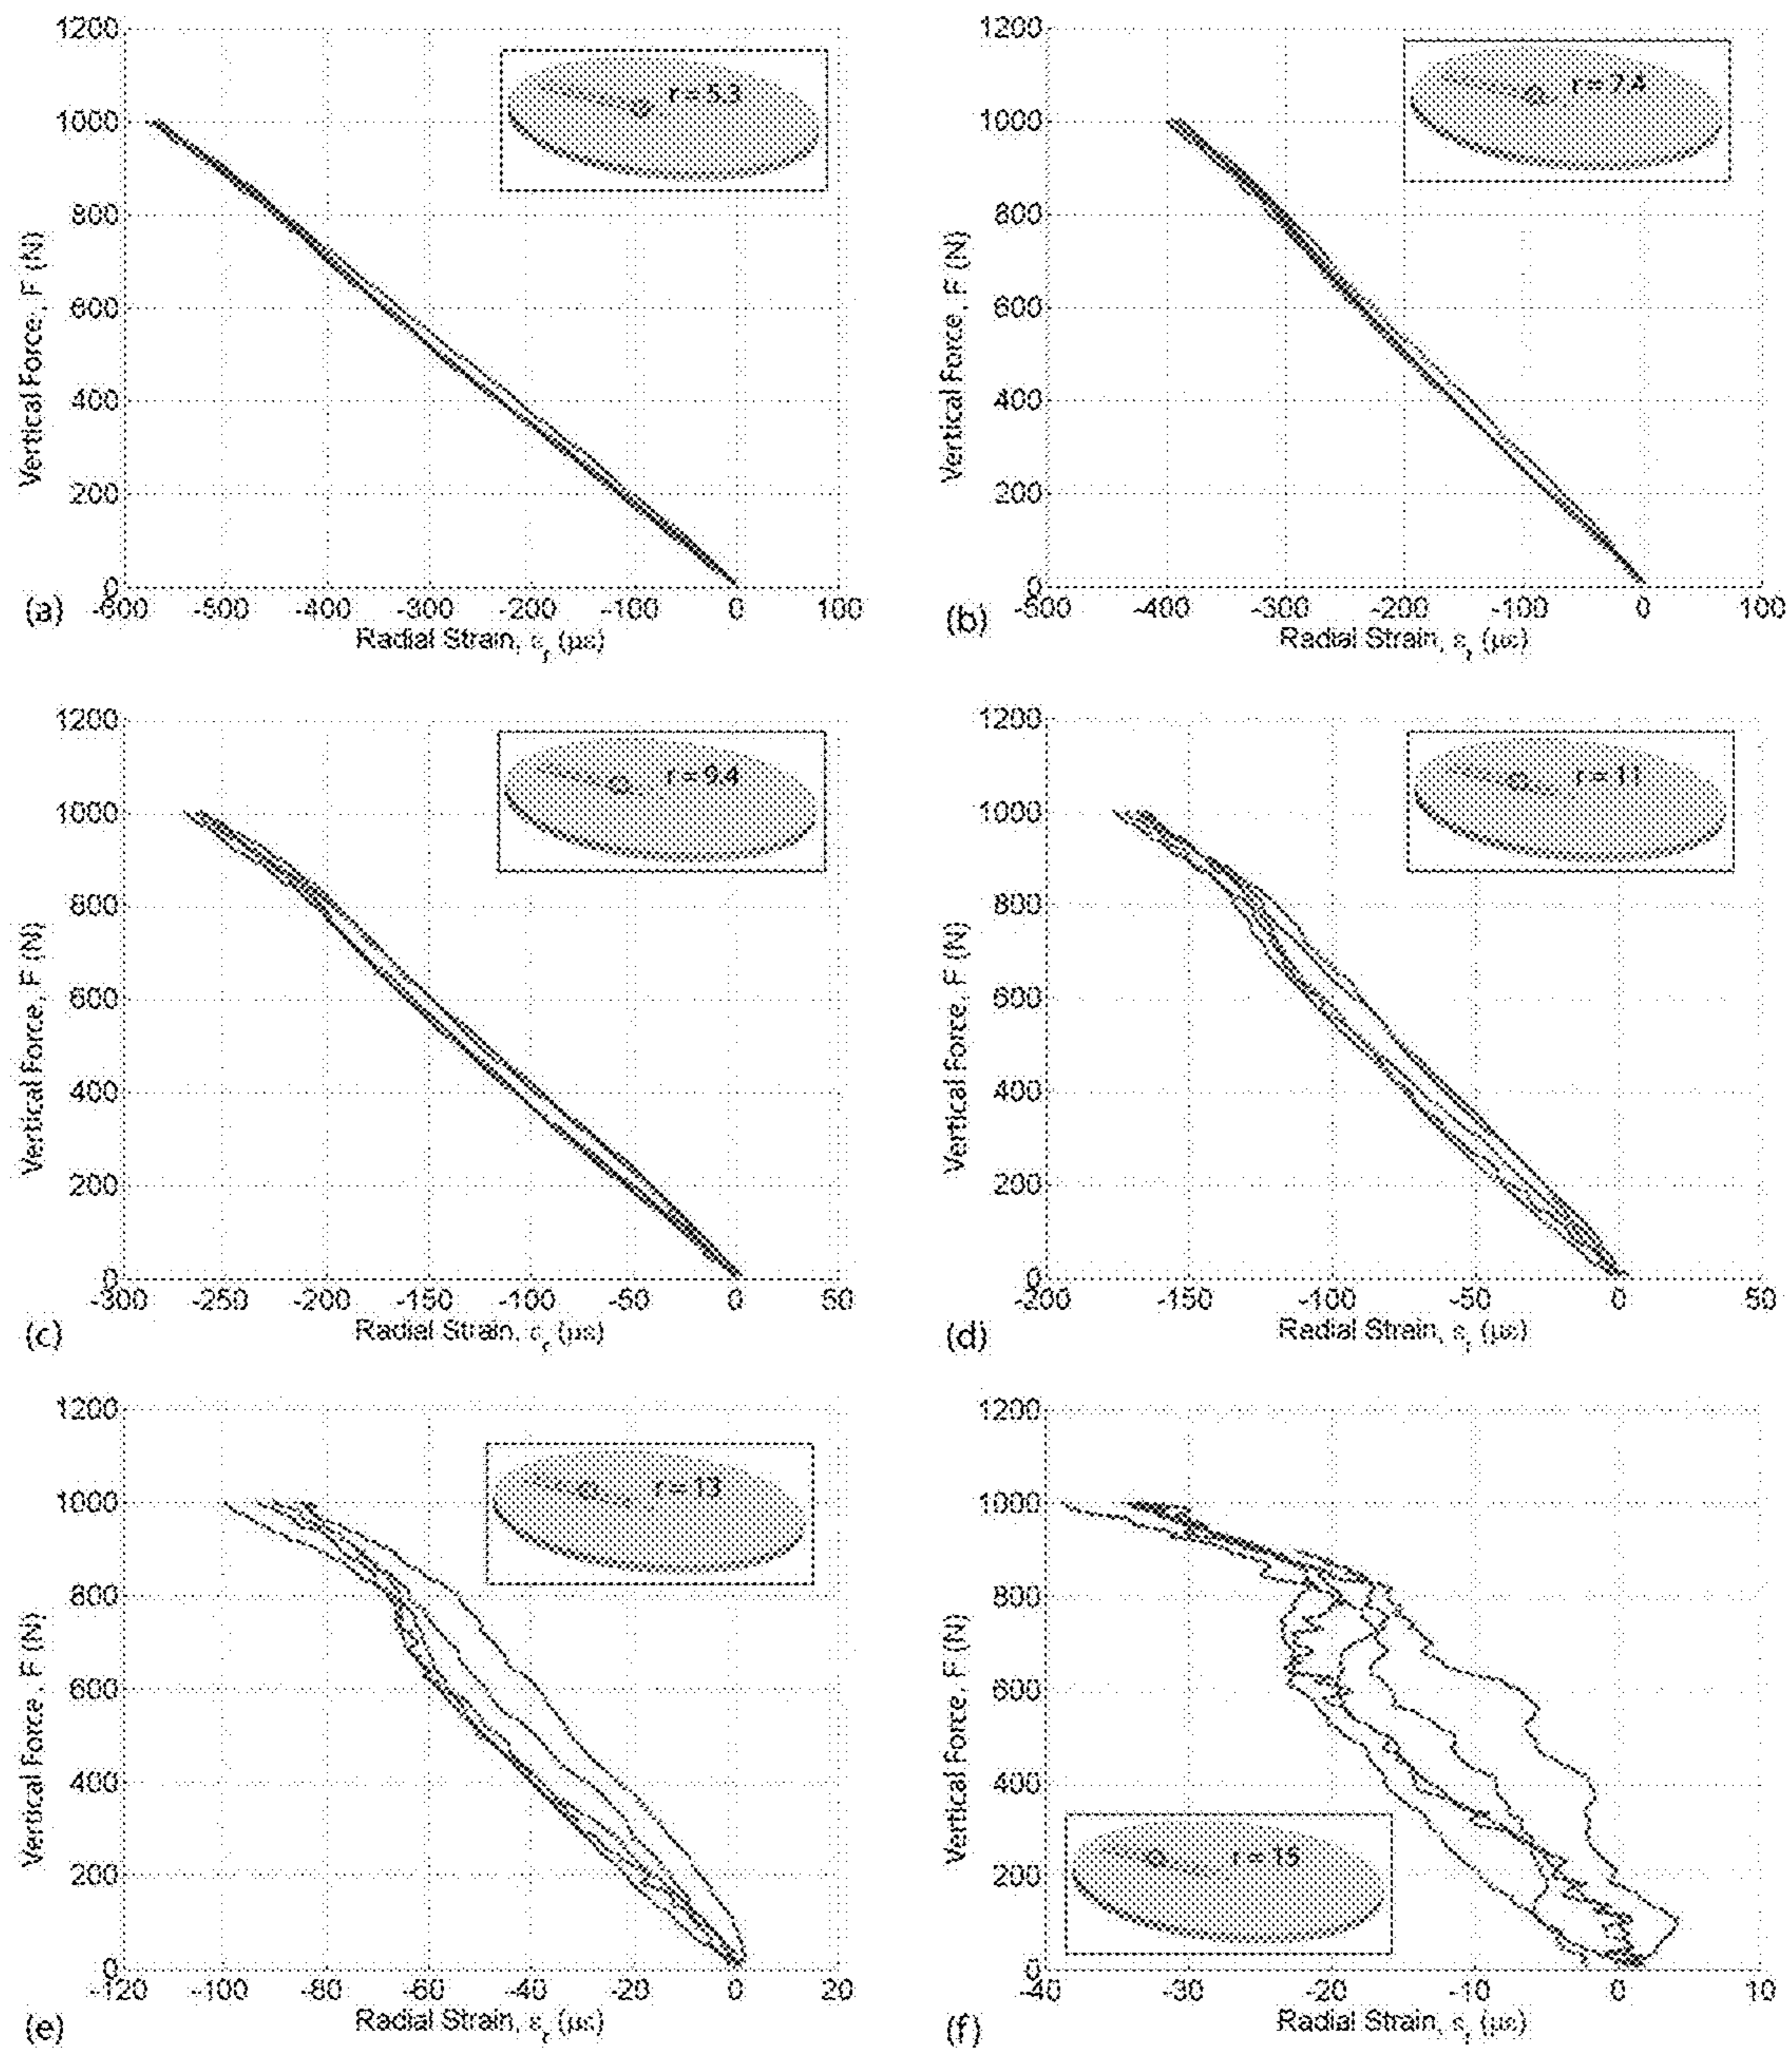 1200
1000
800
600
400
200
0
Vertical Force, F (N)
r = 5.3
-600 -500 -400 -300 -200 -100 0 100
Radial Strain, εr (με)
(a)
1200
1000
800
600
400
200
0
Vertical Force, F (N)
r = 7.4
-500 -400 -300 -200 -100 0 100
Radial Strain, εr (με)
(b)
1200
1000
800
600
400
200
0
Vertical Force, F (N)
r = 9.4
-300 -250 -200 -150 -100 -50 0 50
Radial Strain, εr (με)
(c)
1200
1000
800
600
400
200
0
Vertical Force, F (N)
r = 11
-200 -150 -100 -50 0 50
Radial Strain, εr (με)
(d)
1200
1000
800
600
400
200
0
Vertical Force, F (N)
r = 13
-120 -100 -80 -60 -40 -20 0 20
Radial Strain, εr (με)
(e)
1200
1000
800
600
400
200
0
Vertical Force, F (N)
r = 15
-40 -30 -20 -10 0 10
Radial Strain, εr (με)
(f)